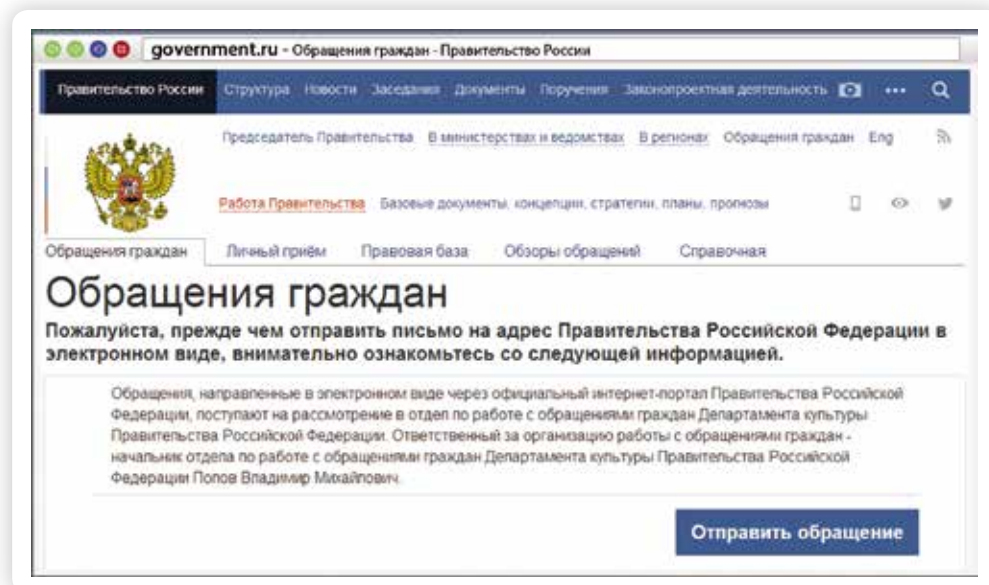 government.ru - Обращения граждан - Правительство России
Правительство России Структура Новости Заседания Документы Поручения Законопроектная деятельность ...
Председатель Правительства В министерствах и ведомствах В регионах Обращения граждан Eng
Работа Правительства Базовые документы, концепции, стратегии, планы, прогнозы
Обращения граждан Личный приём Правовая база Обзоры обращений Справочная
Обращения граждан
Пожалуйста, прежде чем отправить письмо на адрес Правительства Российской Федерации в
электронном виде, внимательно ознакомьтесь со следующей информацией.
Обращения, направленные в электронном виде через официальный интернет-портал Правительства Российской
Федерации, поступают на рассмотрение в отдел по работе с обращениями граждан Департамента культуры
Правительства Российской Федерации. Ответственный за организацию работы с обращениями граждан -
начальник отдела по работе с обращениями граждан Департамента культуры Правительства Российской
Федерации Попов Владимир Михайлович.
Отправить обращение